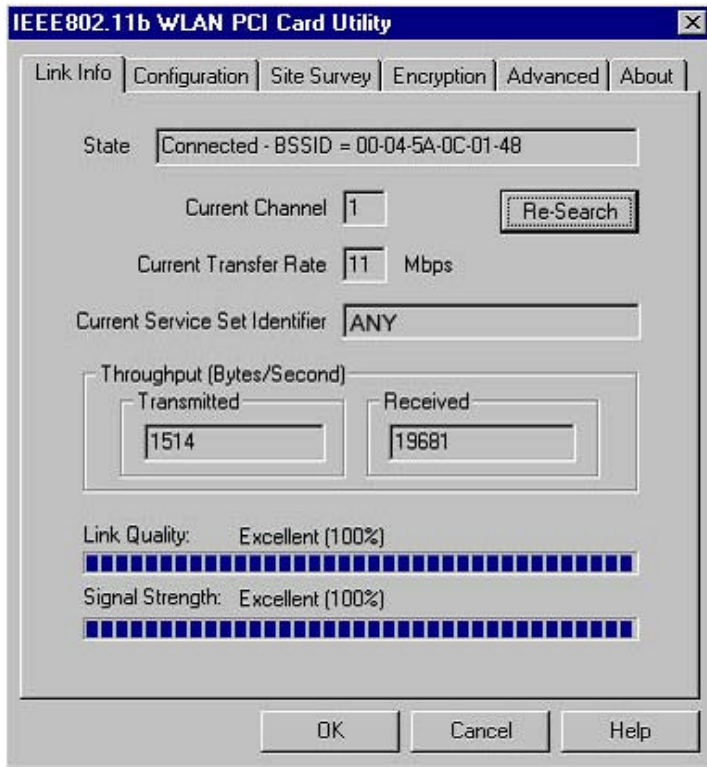 IEEE802.11b WLAN PCI Card Utility
Link Info Configuration Site Survey Encryption Advanced About
State Connected - BSSID = 00-04-5A-0C-01-48
Current Channel 1 Re-Search
Current Transfer Rate 11 Mbps
Current Service Set Identifier ANY
Throughput (Bytes/Second)
Transmitted Received
1514 19681
Link Quality: Excellent (100%)
Signal Strength: Excellent (100%)
OK Cancel Help